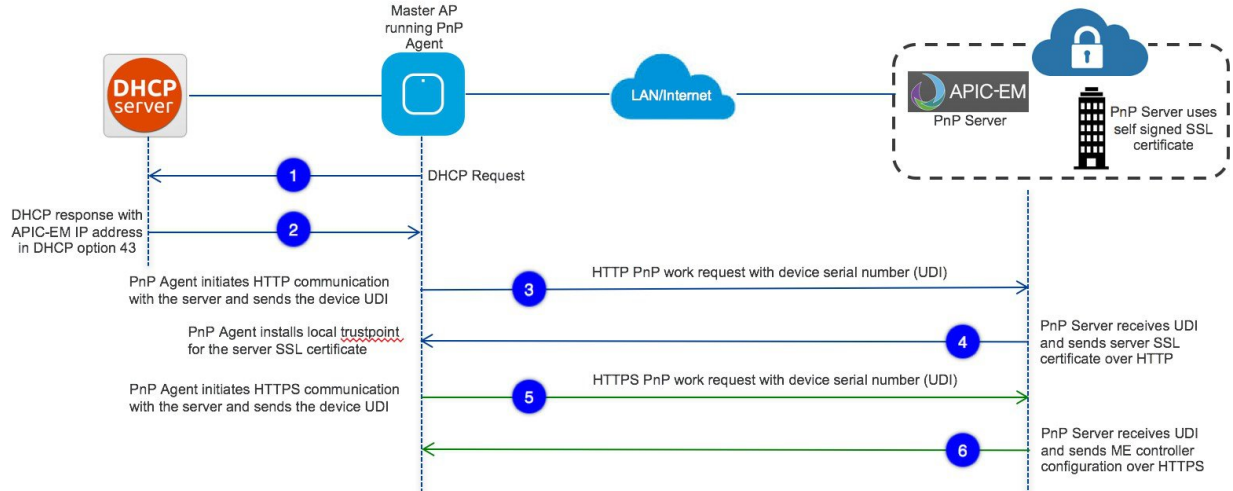 Master AP
running PnP
Agent
DHCP
server
LAN/Internet
APIC-EM
PnP Server
PnP Server uses
self signed SSL
certificate
1
DHCP Request
DHCP response with
APIC-EM IP address
in DHCP option 43
2
PnP Agent initiates HTTP communication
with the server and sends the device UDI
3
HTTP PnP work request with device serial number (UDI)
PnP Agent installs local trustpoint
for the server SSL certificate
4
PnP Server receives UDI
and sends server SSL
certificate over HTTP
PnP Agent initiates HTTPS communication
with the server and sends the device UDI
5
HTTPS PnP work request with device serial number (UDI)
6
PnP Server receives UDI
and sends ME controller
configuration over HTTPS